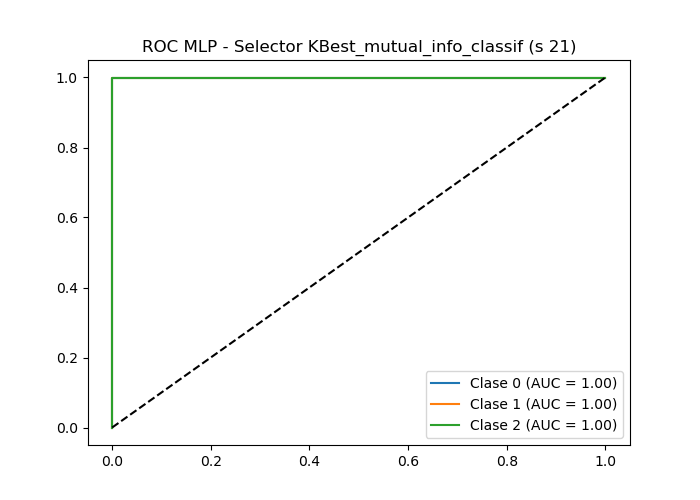 ROC MLP - Selector KBest_mutual_info_classif (s 21)
1.0
0.8
0.6
0.4
0.2
0.0
Clase 0 (AUC = 1.00)
Clase 1 (AUC = 1.00)
Clase 2 (AUC = 1.00)
0.0 0.2 0.4 0.6 0.8 1.0